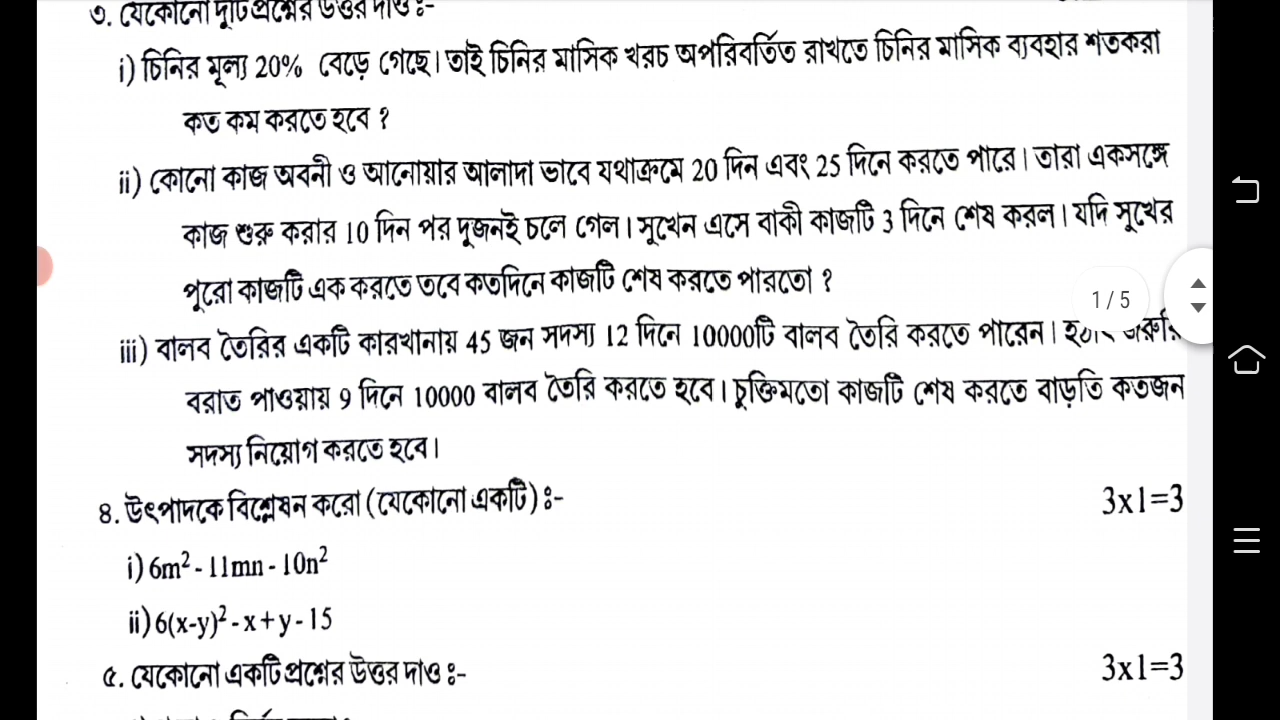 ৩. যেকোনো দুটি প্রশ্নের উত্তর দাও ঃ-
i) চিনির মূল্য 20% বেড়ে গেছে। তাই চিনির মাসিক খরচ অপরিবর্তিত রাখতে চিনির মাসিক ব্যবহার শতকরা
কত কম করতে হবে ?
ii) কোনো কাজ অবনী ও আনোয়ার আলাদা ভাবে যথাক্রমে 20 দিন এবং 25 দিনে করতে পারে। তারা একসঙ্গে
কাজ শুরু করার 10 দিন পর দুজনই চলে গেল। সুখেন এসে বাকী কাজটি 3 দিনে শেষ করল। যদি সুখের
পুরো কাজটি এক করতে তবে কতদিনে কাজটি শেষ করতে পারতো ?
1 / 5
iii) বালব তৈরির একটি কারখানায় 45 জন সদস্য 12 দিনে 10000টি বালব তৈরি করতে পারেন।
বরাত পাওয়ায় 9 দিনে 10000 বালব তৈরি করতে হবে। চুক্তিমতো কাজটি শেষ করতে বাড়তি কতজন
সদস্য নিয়োগ করতে হবে।
৪. উৎপাদকে বিশ্লেষন করো (যেকোনো একটি) ঃ- 3x1=3
i) 6m² - 11mn - 10n²
ii) 6(x-y)² - x + y - 15
৫. যেকোনো একটি প্রশ্নের উত্তর দাও ঃ- 3x1=3